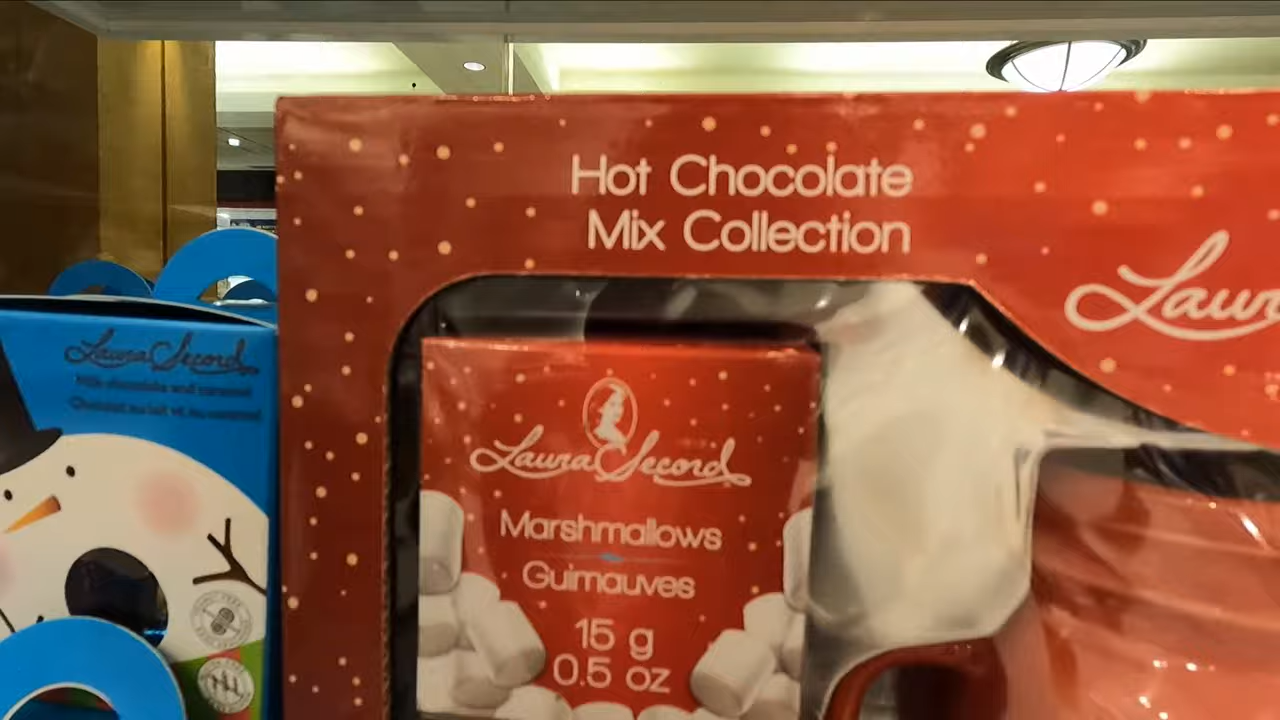 Hot Chocolate
Mix Collection
Laura Secord
Milk chocolate and caramel
Chocolat au lait et au caramel
Laura Secord
Marshmallows
Guimauves
15 g
0.5 oz